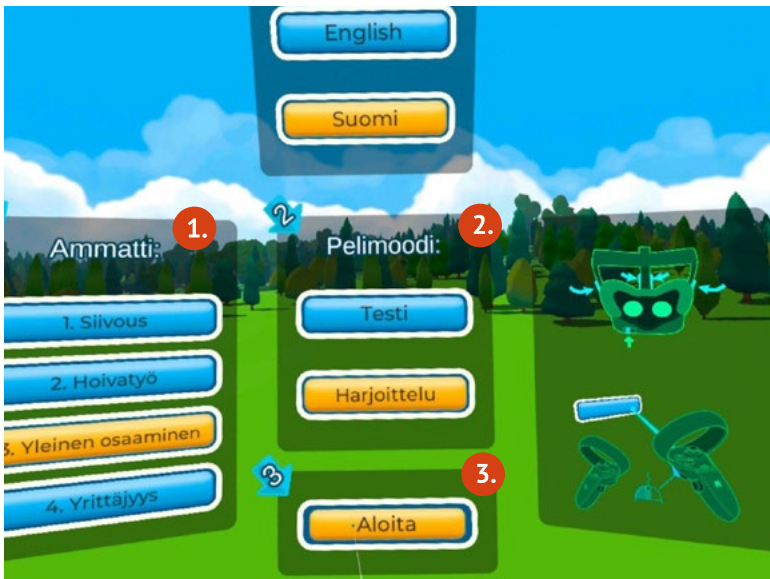 English
Suomi
1.
Ammatti:
1. Siivous
2. Hoivatyö
3. Yleinen osaaminen
4. Yrittäjyys
2
2.
Pelimoodi:
Testi
Harjoittelu
3
3.
Aloita